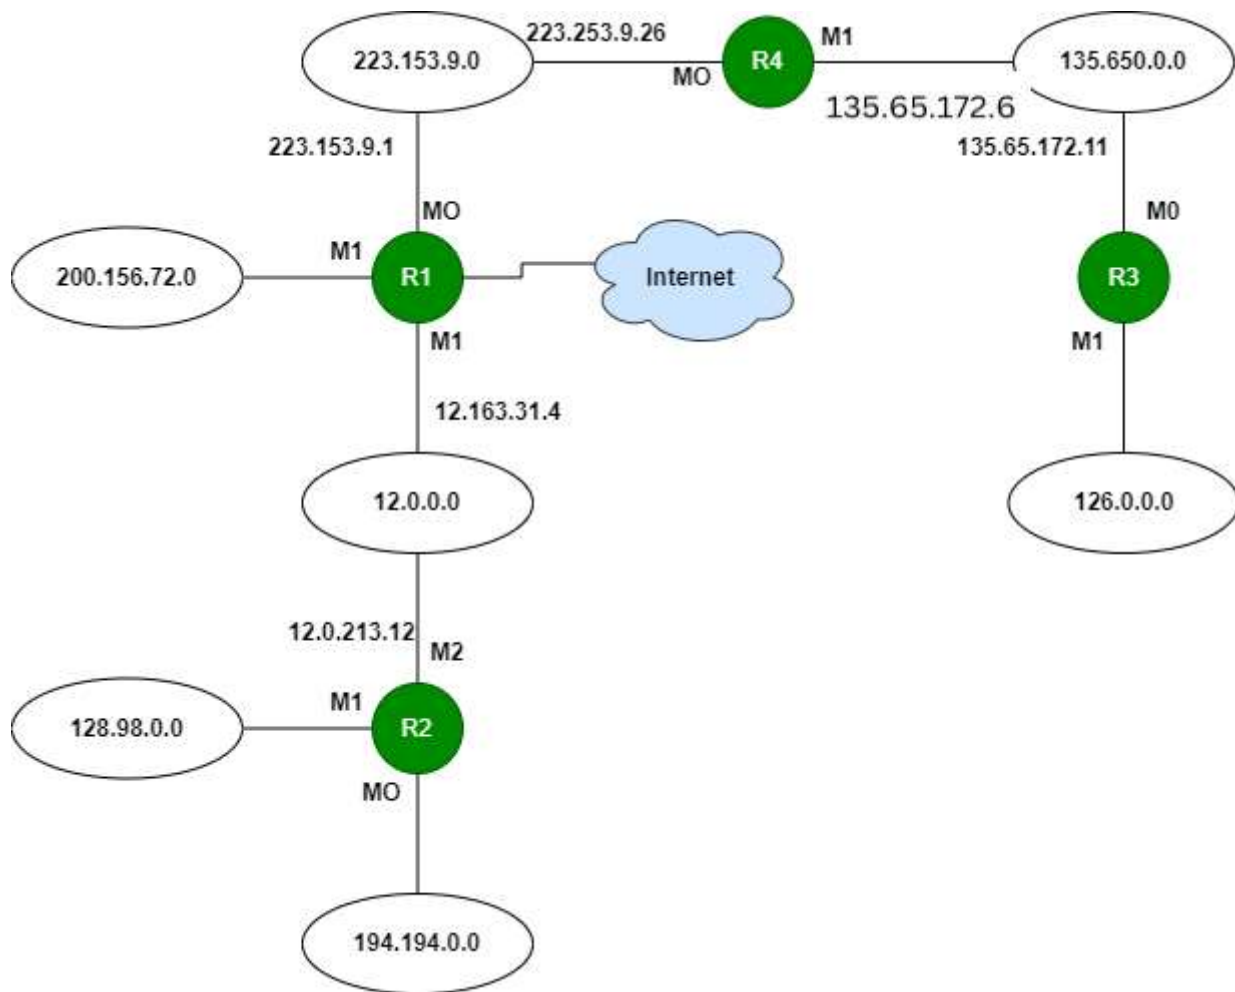 223.253.9.26
M1
223.153.9.0
R4
135.650.0.0
MO
135.65.172.6
223.153.9.1
135.65.172.11
MO
M0
M1
200.156.72.0
R1
Internet
R3
M1
M1
12.163.31.4
12.0.0.0
126.0.0.0
12.0.213.12
M2
M1
128.98.0.0
R2
MO
194.194.0.0